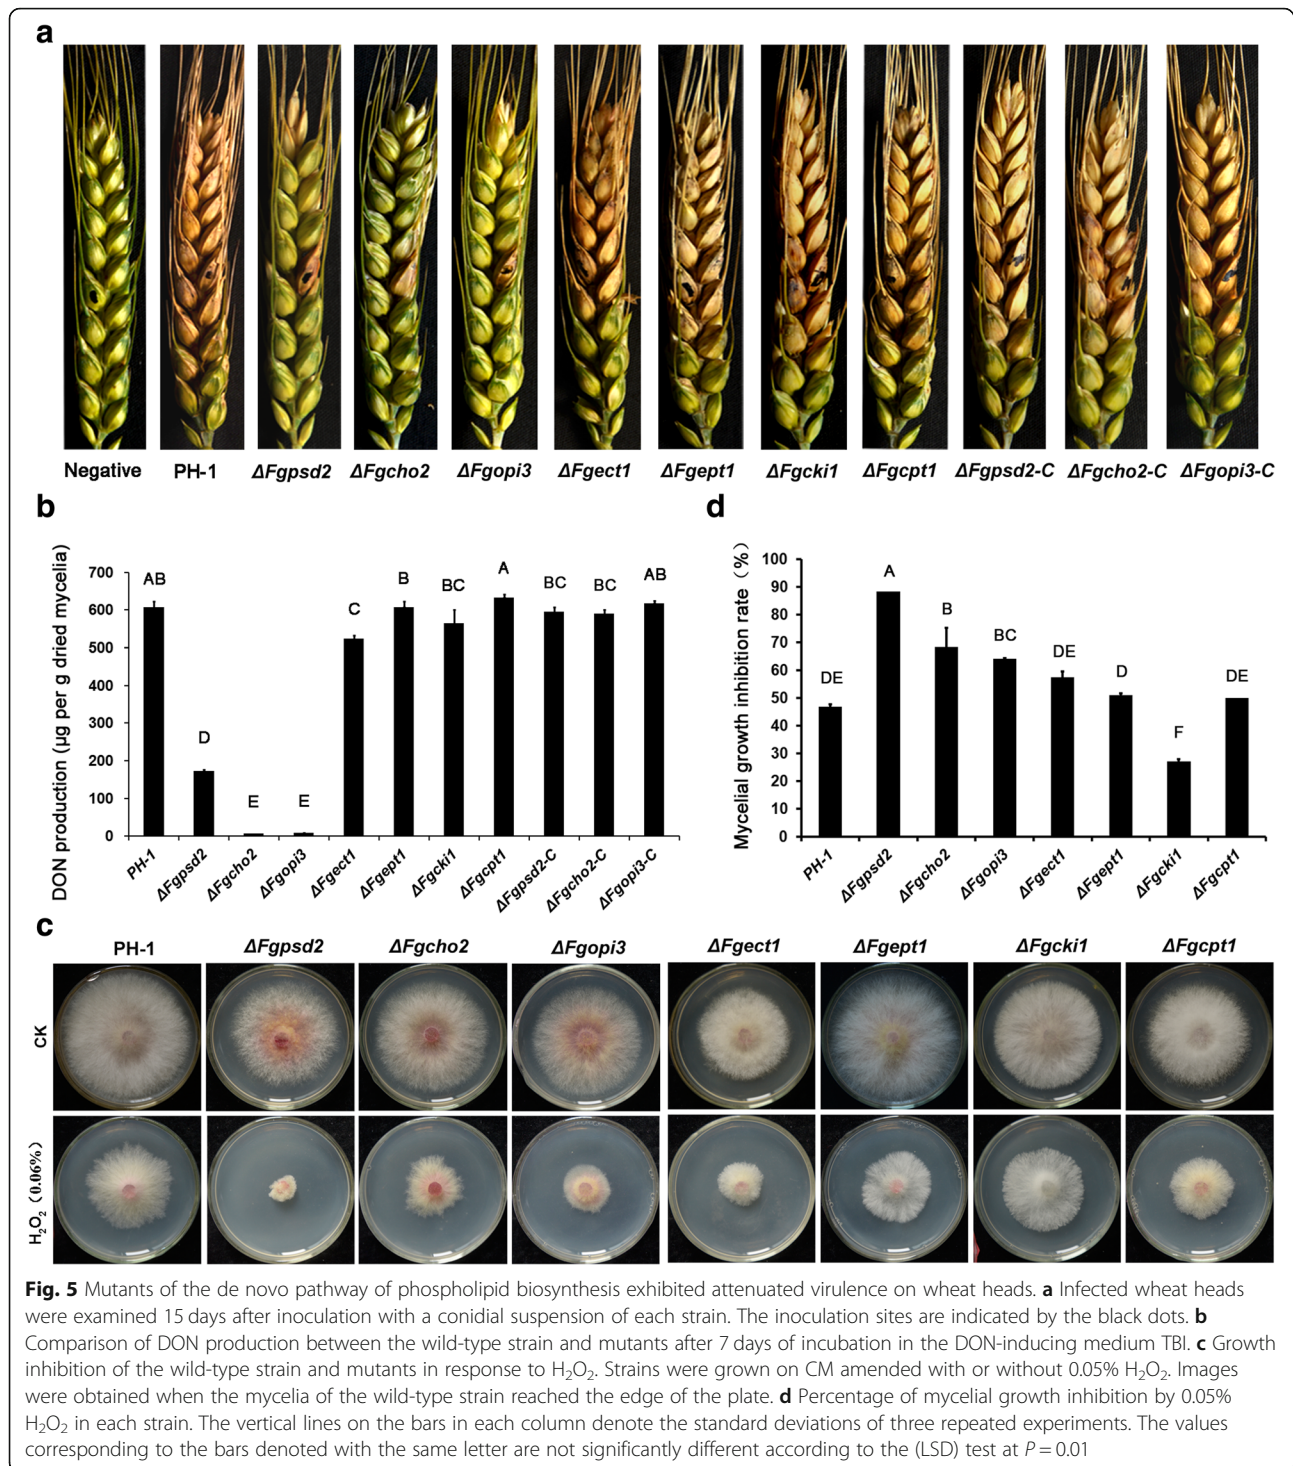 a
Negative PH-1 ΔFgpsd2 ΔFgcho2 ΔFgopi3 ΔFgect1 ΔFgept1 ΔFgcki1 ΔFgcpt1 ΔFgpsd2-C ΔFgcho2-C ΔFgopi3-C
b
DON production (µg per g dried mycelia)
700
600
500
400
300
200
100
0
AB D E E C B BC A BC BC AB
PH-1 ΔFgpsd2 ΔFgcho2 ΔFgopi3 ΔFgect1 ΔFgept1 ΔFgcki1 ΔFgcpt1 ΔFgpsd2-C ΔFgcho2-C ΔFgopi3-C
d
Mycelial growth inhibition rate（%）
100
90
80
70
60
50
40
30
20
10
0
DE A B BC DE D F DE
PH-1 ΔFgpsd2 ΔFgcho2 ΔFgopi3 ΔFgect1 ΔFgept1 ΔFgcki1 ΔFgcpt1
c
PH-1 ΔFgpsd2 ΔFgcho2 ΔFgopi3 ΔFgect1 ΔFgept1 ΔFgcki1 ΔFgcpt1
CK
H₂O₂（0.06%）
Fig. 5 Mutants of the de novo pathway of phospholipid biosynthesis exhibited attenuated virulence on wheat heads. a Infected wheat heads
were examined 15 days after inoculation with a conidial suspension of each strain. The inoculation sites are indicated by the black dots. b
Comparison of DON production between the wild-type strain and mutants after 7 days of incubation in the DON-inducing medium TBI. c Growth
inhibition of the wild-type strain and mutants in response to H₂O₂. Strains were grown on CM amended with or without 0.05% H₂O₂. Images
were obtained when the mycelia of the wild-type strain reached the edge of the plate. d Percentage of mycelial growth inhibition by 0.05%
H₂O₂ in each strain. The vertical lines on the bars in each column denote the standard deviations of three repeated experiments. The values
corresponding to the bars denoted with the same letter are not significantly different according to the (LSD) test at P = 0.01